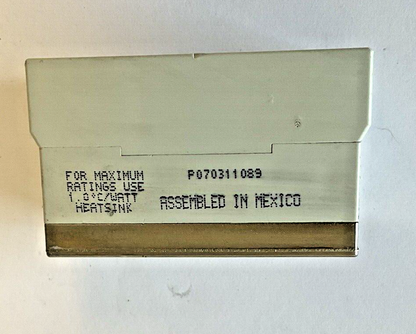 FOR MAXIMUM
RATINGS USE
1.0°C/WATT
HEATSINK
P070311089
ASSEMBLED IN MEXICO